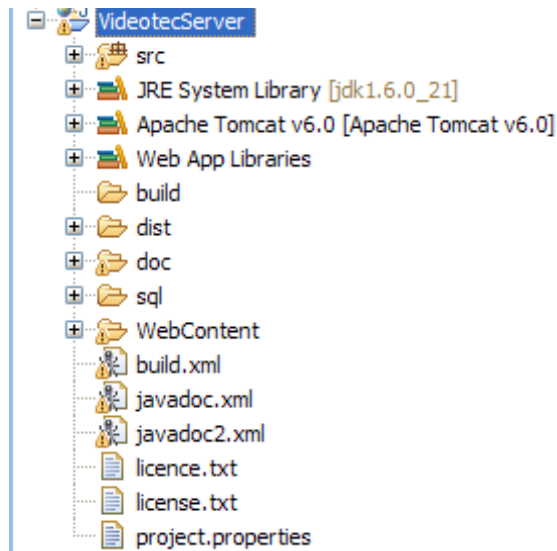 VideotecServer
src
JRE System Library [jdk1.6.0_21]
Apache Tomcat v6.0 [Apache Tomcat v6.0]
Web App Libraries
build
dist
doc
sql
WebContent
build.xml
javadoc.xml
javadoc2.xml
licence.txt
license.txt
project.properties